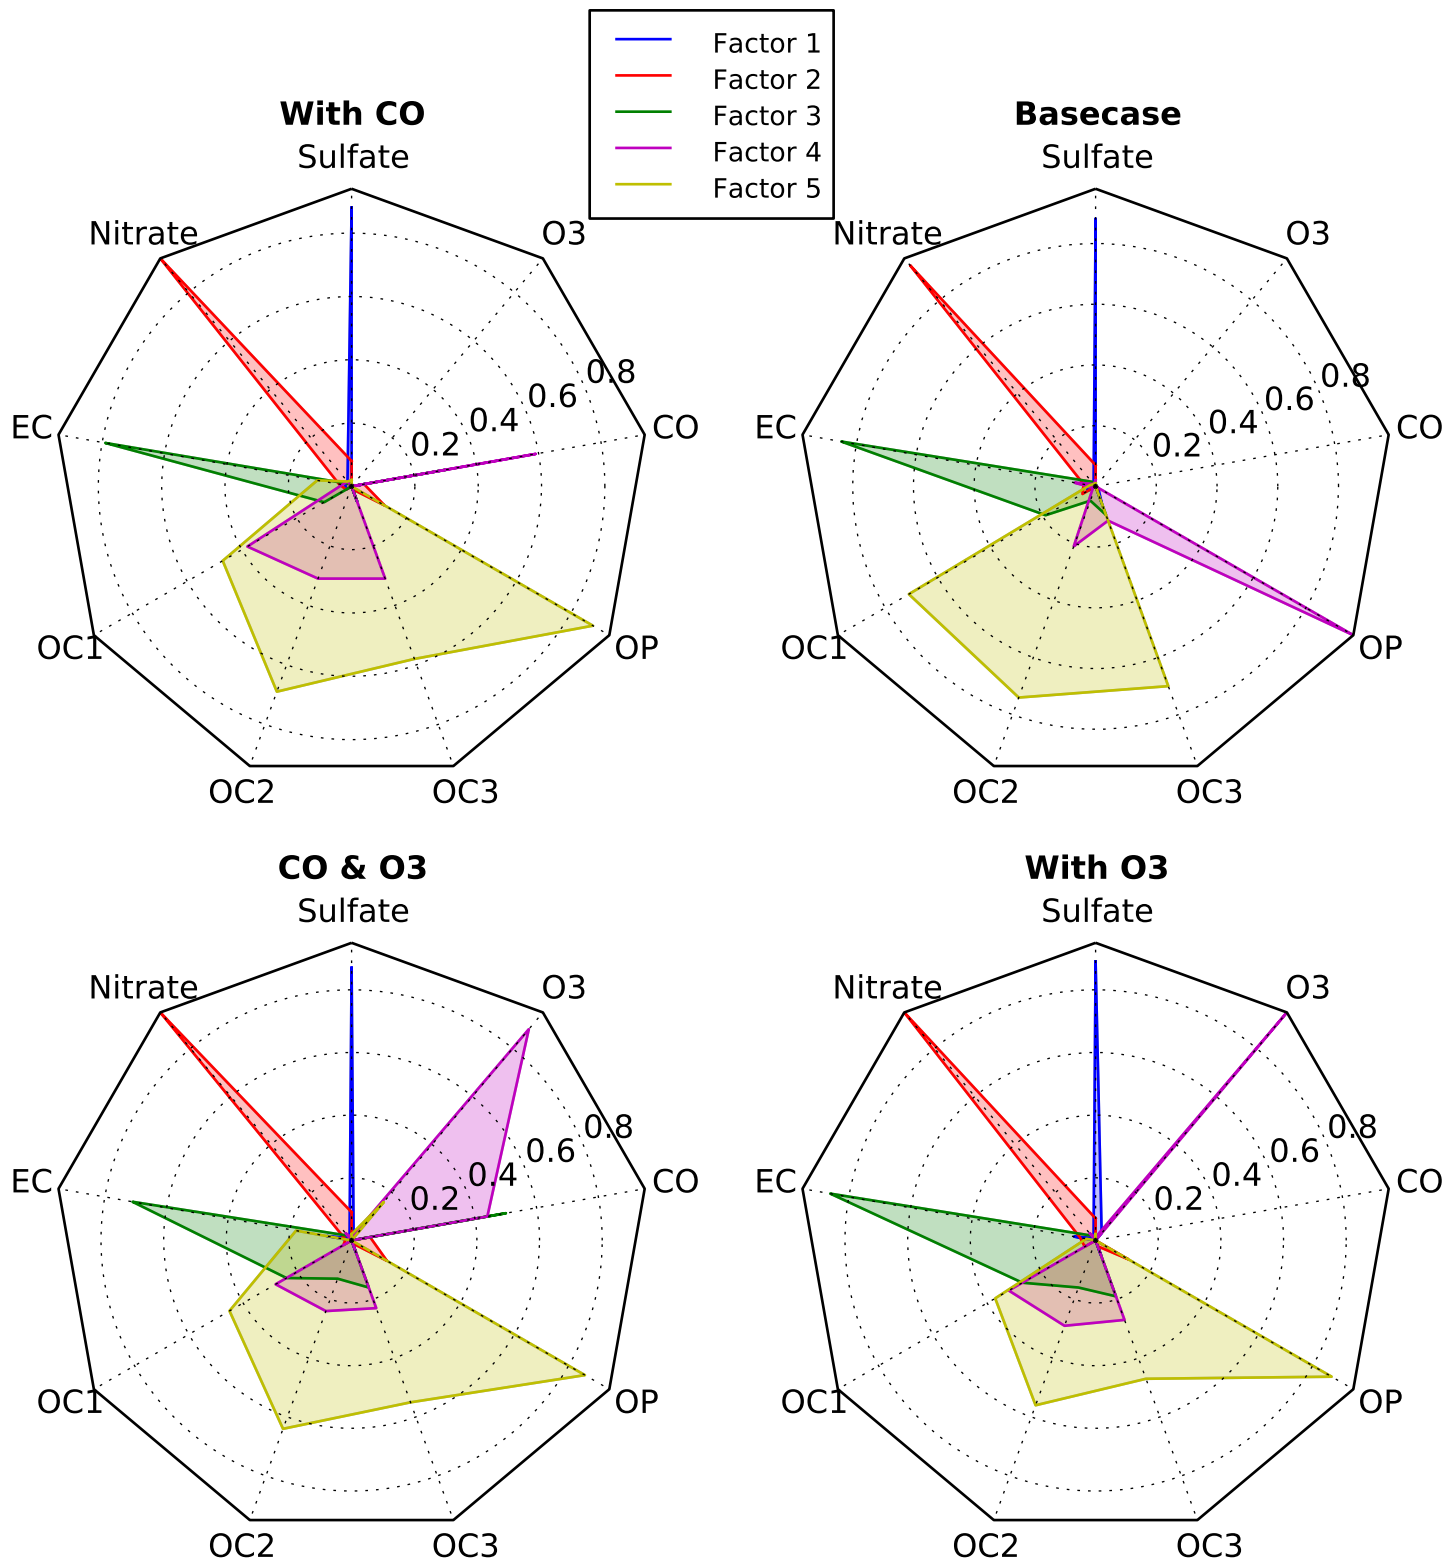 Factor 1
Factor 2
Factor 3
Factor 4
Factor 5
With CO
Sulfate
O3
Nitrate
0.8
0.6
0.4
0.2
CO
EC
OC1
OP
OC2
OC3
Basecase
Sulfate
O3
Nitrate
0.8
0.6
0.4
0.2
CO
EC
OC1
OP
OC2
OC3
CO & O3
Sulfate
O3
Nitrate
0.8
0.6
0.4
0.2
CO
EC
OC1
OP
OC2
OC3
With O3
Sulfate
O3
Nitrate
0.8
0.6
0.4
0.2
CO
EC
OC1
OP
OC2
OC3